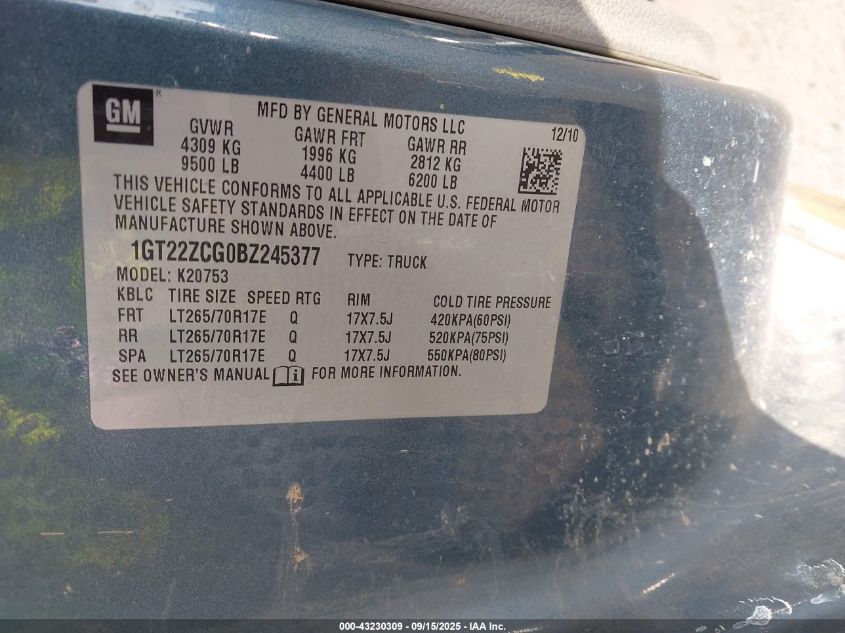 GM ®
MFD BY GENERAL MOTORS LLC 12/10
GVWR GAWR FRT GAWR RR
4309 KG 1996 KG 2812 KG
9500 LB 4400 LB 6200 LB
THIS VEHICLE CONFORMS TO ALL APPLICABLE U.S. FEDERAL MOTOR
VEHICLE SAFETY STANDARDS IN EFFECT ON THE DATE OF
MANUFACTURE SHOWN ABOVE.
1GT22ZCG0BZ245377 TYPE: TRUCK
MODEL: K20753
KBLC TIRE SIZE SPEED RTG RIM COLD TIRE PRESSURE
FRT LT265/70R17E Q 17X7.5J 420KPA(60PSI)
RR LT265/70R17E Q 17X7.5J 520KPA(75PSI)
SPA LT265/70R17E Q 17X7.5J 550KPA(80PSI)
SEE OWNER'S MANUAL i FOR MORE INFORMATION.
000-43230309 - 09/15/2025 - IAA Inc.